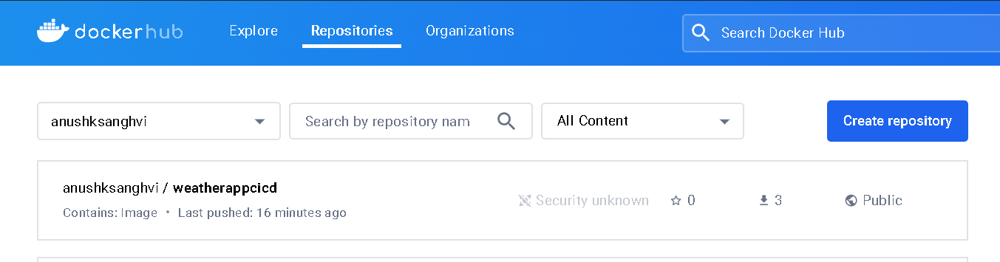 dockerhub Explore Repositories Organizations Search Docker Hub
anushksanghvi Search by repository nam All Content Create repository
anushksanghvi / weatherappcicd
Security unknown 0 3 Public
Contains: Image • Last pushed: 16 minutes ago